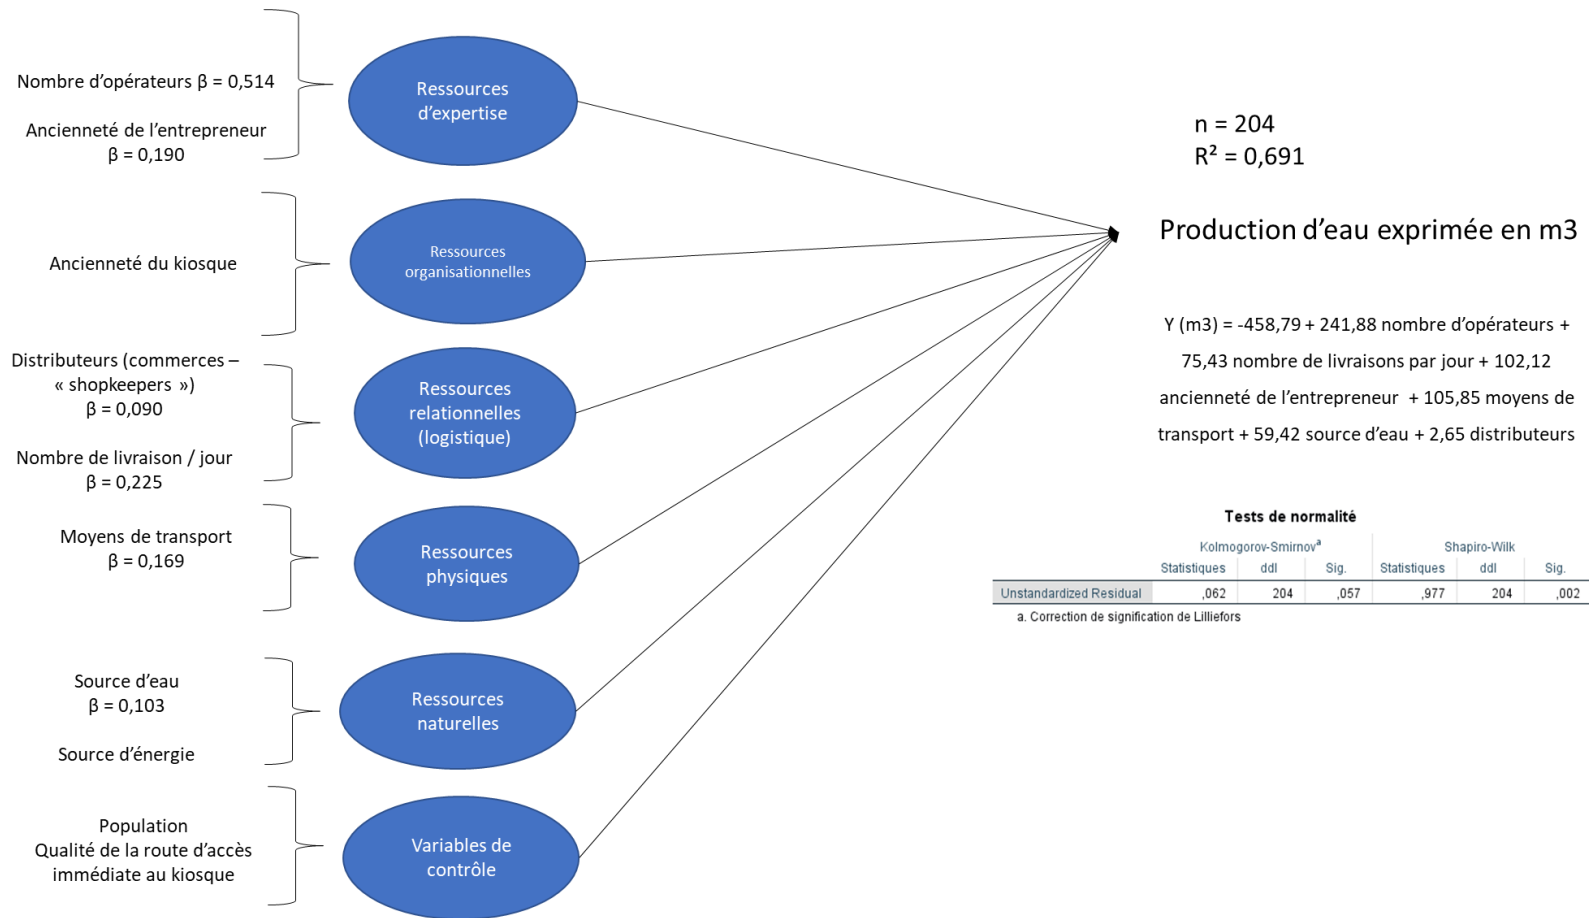 Nombre d'opérateurs β = 0,514
Ancienneté de l'entrepreneur
β = 0,190
Ressources
d'expertise
Ancienneté du kiosque
Ressources
organisationnelles
Distributeurs (commerces –
« shopkeepers »)
β = 0,090
Nombre de livraison / jour
β = 0,225
Ressources
relationnelles
(logistique)
Moyens de transport
β = 0,169
Ressources
physiques
Source d'eau
β = 0,103
Source d'énergie
Ressources
naturelles
Population
Qualité de la route d'accès
immédiate au kiosque
Variables de
contrôle
n = 204
R² = 0,691
Production d'eau exprimée en m3
Y (m3) = -458,79 + 241,88 nombre d'opérateurs +
75,43 nombre de livraisons par jour + 102,12
ancienneté de l'entrepreneur + 105,85 moyens de
transport + 59,42 source d'eau + 2,65 distributeurs
Tests de normalité
Kolmogorov-Smirnovᵃ Shapiro-Wilk
Statistiques ddl Sig. Statistiques ddl Sig.
Unstandardized Residual ,062 204 ,057 ,977 204 ,002
a. Correction de signification de Lilliefors